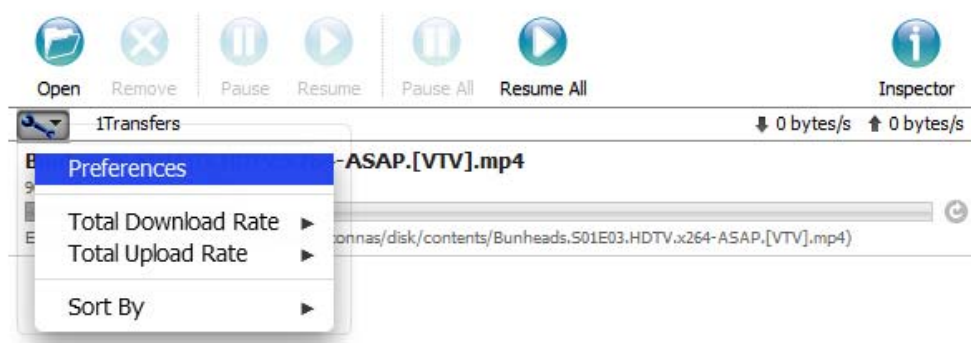 Open Remove Pause Resume Pause All Resume All Inspector
1Transfers 0 bytes/s 0 bytes/s
-ASAP.[VTV].mp4
Preferences
Total Download Rate
/disk/contents/Bunheads.S01E03.HDTV.x264-ASAP.[VTV].mp4)
Total Upload Rate
Sort By